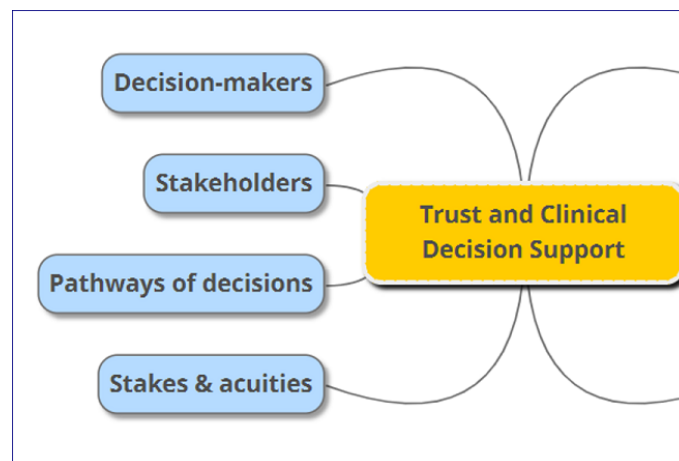 Decision-makers
Stakeholders
Trust and Clinical
Decision Support
Pathways of decisions
Stakes & acuities